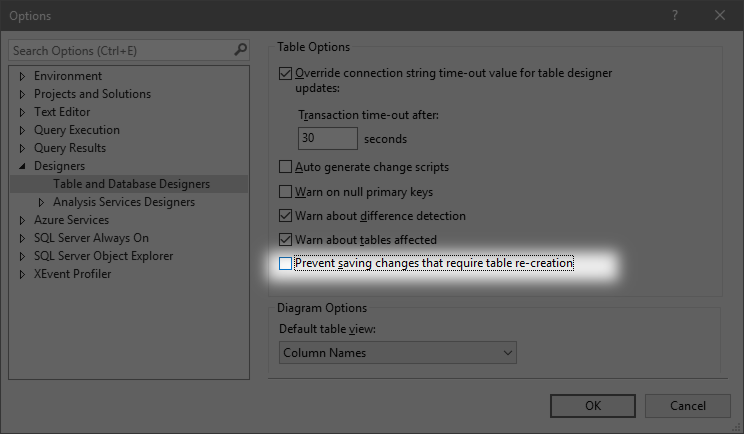 Options
?
Search Options (Ctrl+E)
Environment
Projects and Solutions
Text Editor
Query Execution
Query Results
Designers
Table and Database Designers
Analysis Services Designers
Azure Services
SQL Server Always On
SQL Server Object Explorer
XEvent Profiler
Table Options
Override connection string time-out value for table designer
updates:
Transaction time-out after:
30 seconds
Auto generate change scripts
Warn on null primary keys
Warn about difference detection
Warn about tables affected
Prevent saving changes that require table re-creation
Diagram Options
Default table view:
Column Names
OK
Cancel